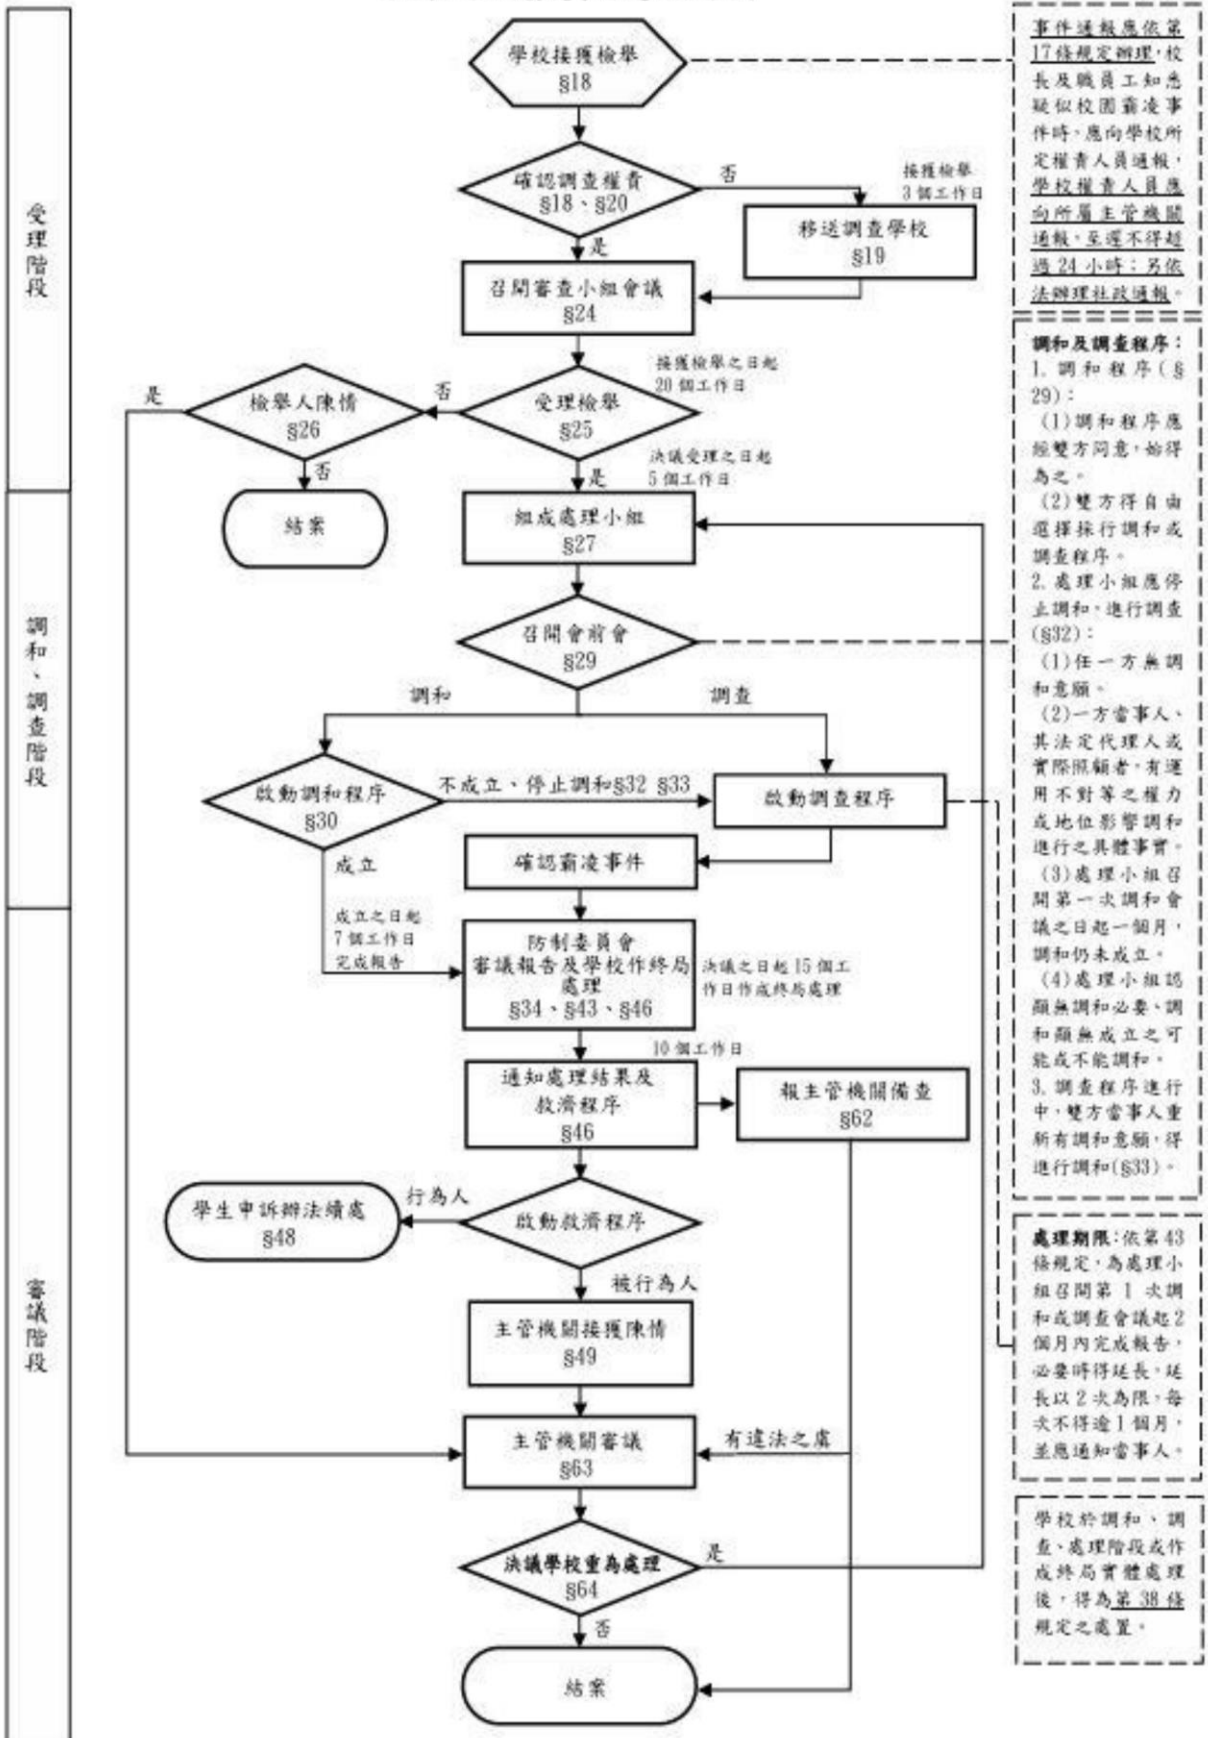 學校接獲檢舉
§18
確認調查權責
§18、§20
否
接獲檢舉
3 個工作日
移送調查學校
§19
是
召開審查小組會議
§24
接獲檢舉之日起
20 個工作日
受理檢舉
§25
否
檢舉人陳情
§26
是
否
結案
決議受理之日起
5 個工作日
是
組成處理小組
§27
召開會前會
§29
調和
調查
啟動調和程序
§30
不成立、停止調和§32 §33
啟動調查程序
成立
確認霸凌事件
成立之日起
7 個工作日
完成報告
防制委員會
審議報告及學校作終局
處理
§34、§43、§46
決議之日起 15 個工
作日作成終局處理
10 個工作日
通知處理結果及
救濟程序
§46
報主管機關備查
§62
啟動救濟程序
行為人
學生申訴辦法續處
§48
被行為人
主管機關接獲陳情
§49
主管機關審議
§63
有違法之處
決議學校重為處理
§64
是
否
結案
受理階段
調和、調查階段
審議階段
事件通報應依第
17條規定辦理,校
長及職員工知悉
疑似校園霸凌事
件時,應向學校所
定權責人員通報,
學校權責人員應
向所屬主管機關
通報,至遲不得超
過 24 小時;另依
法辦理社政通報。
調和及調查程序:
1. 調和程序(§
29):
(1)調和程序應
經雙方同意,始得
為之。
(2)雙方得自由
選擇採行調和或
調查程序。
2. 處理小組應停
止調和,進行調查
(§32):
(1)任一方無調
和意願。
(2)一方當事人、
其法定代理人或
實際照顧者,有運
用不對等之權力
或地位影響調和
進行之具體事實。
(3)處理小組召
開第一次調和會
議之日起一個月,
調和仍未成立。
(4)處理小組認
顯無調和必要、調
和顯無成立之可
能或不能調和。
3. 調查程序進行
中,雙方當事人重
新有調和意願,得
進行調和(§33)。
處理期限:依第 43
條規定,為處理小
組召開第 1 次調
和或調查會議起 2
個月內完成報告,
必要時得延長,延
長以 2 次為限,每
次不得逾 1 個月,
並應通知當事人。
學校於調和、調
查、處理階段或作
成終局實體處理
後,得為第 38 條
規定之處置。